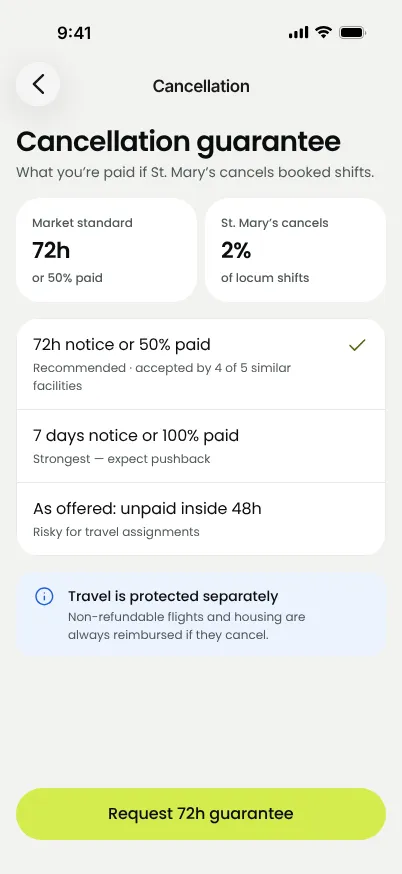 9:41
Cancellation
Cancellation guarantee
What you’re paid if St. Mary’s cancels booked shifts.
Market standard
72h
or 50% paid
St. Mary’s cancels
2%
of locum shifts
72h notice or 50% paid
Recommended · accepted by 4 of 5 similar
facilities
7 days notice or 100% paid
Strongest — expect pushback
As offered: unpaid inside 48h
Risky for travel assignments
Travel is protected separately
Non-refundable flights and housing are
always reimbursed if they cancel.
Request 72h guarantee